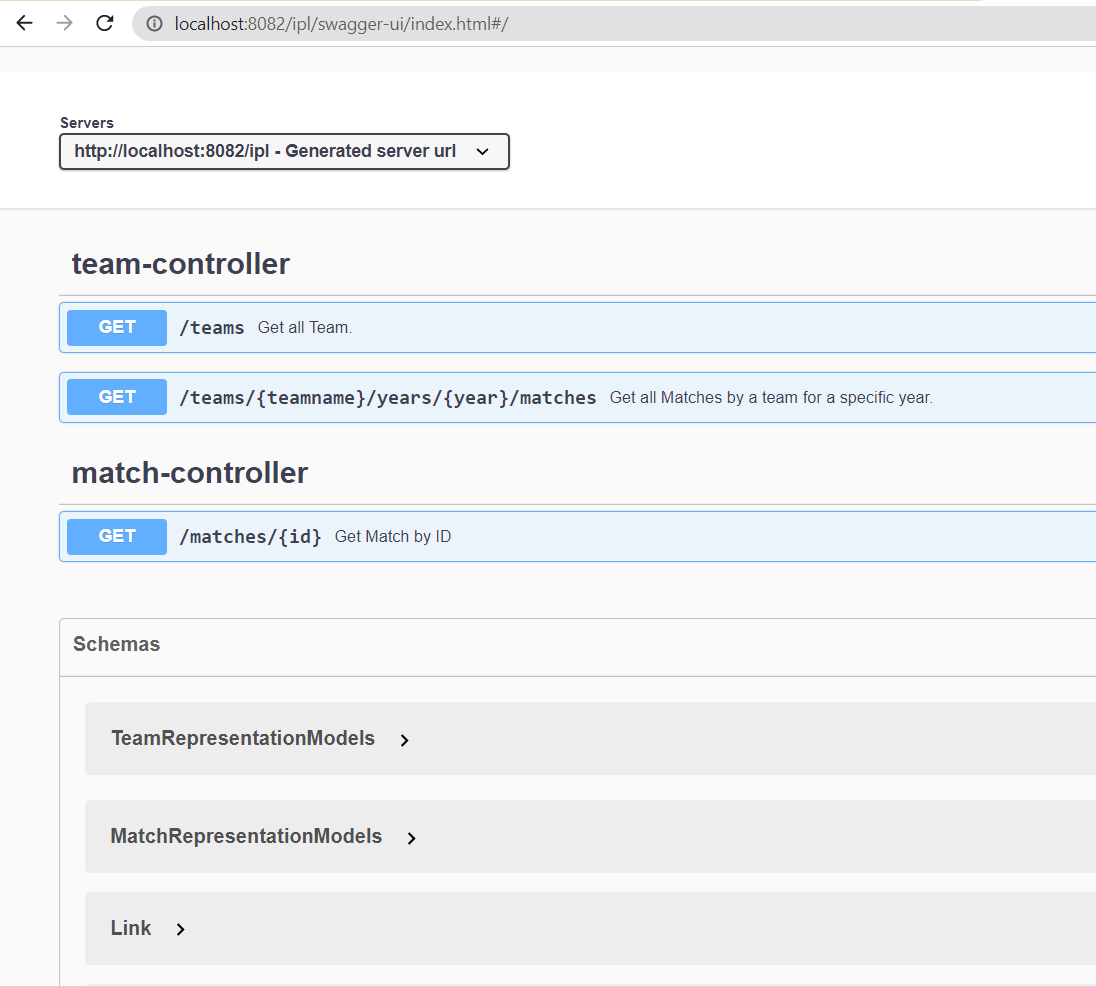 localhost:8082/ipl/swagger-ui/index.html#/
Servers
http://localhost:8082/ipl - Generated server url
team-controller
GET /teams Get all Team.
GET /teams/{teamname}/years/{year}/matches Get all Matches by a team for a specific year.
match-controller
GET /matches/{id} Get Match by ID
Schemas
TeamRepresentationModels
MatchRepresentationModels
Link